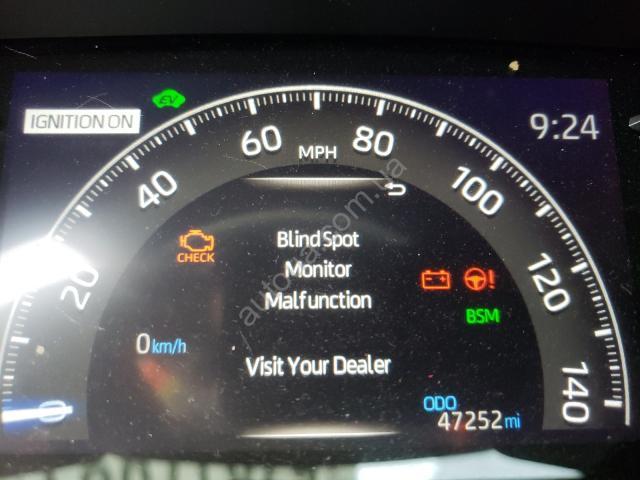 EV
IGNITION ON
9:24
20
40
60
80
100
120
140
MPH
Blind Spot
Monitor
Malfunction
Visit Your Dealer
CHECK
BSM
0 km/h
ODO
47252 mi